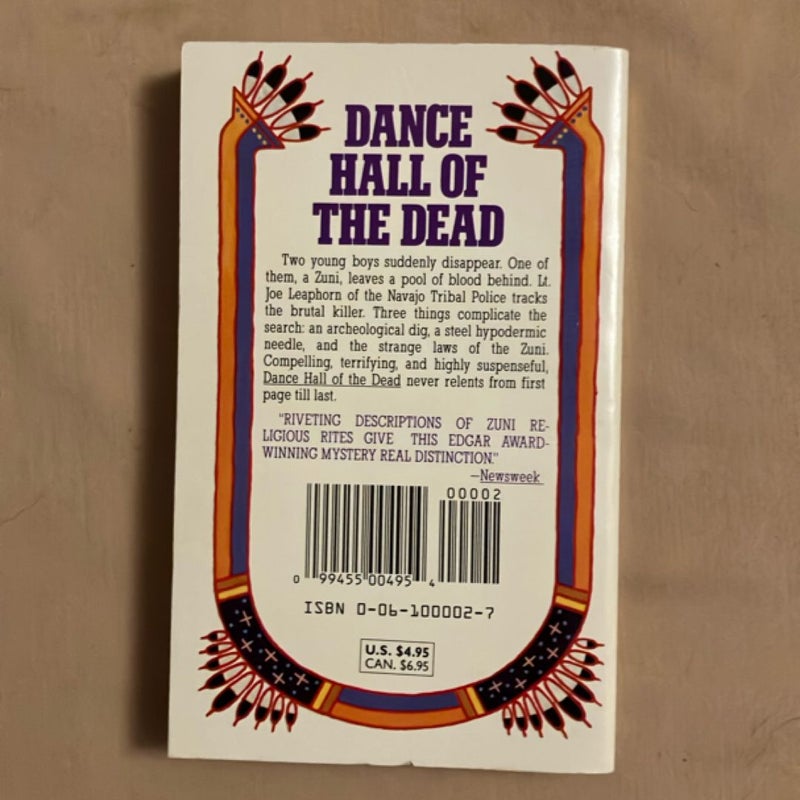 DANCE
HALL OF
THE DEAD
Two young boys suddenly disappear. One of
them, a Zuni, leaves a pool of blood behind. Lt.
Joe Leaphorn of the Navajo Tribal Police tracks
the brutal killer. Three things complicate the
search: an archeological dig, a steel hypodermic
needle, and the strange laws of the Zuni.
Compelling, terrifying, and highly suspenseful,
Dance Hall of the Dead never relents from first
page till last.
"RIVETING DESCRIPTIONS OF ZUNI RE-
LIGIOUS RITES GIVE THIS EDGAR AWARD-
WINNING MYSTERY REAL DISTINCTION."
—Newsweek
00002
0 99455 00495 4
ISBN 0-06-100002-7
U.S. $4.95
CAN. $6.95